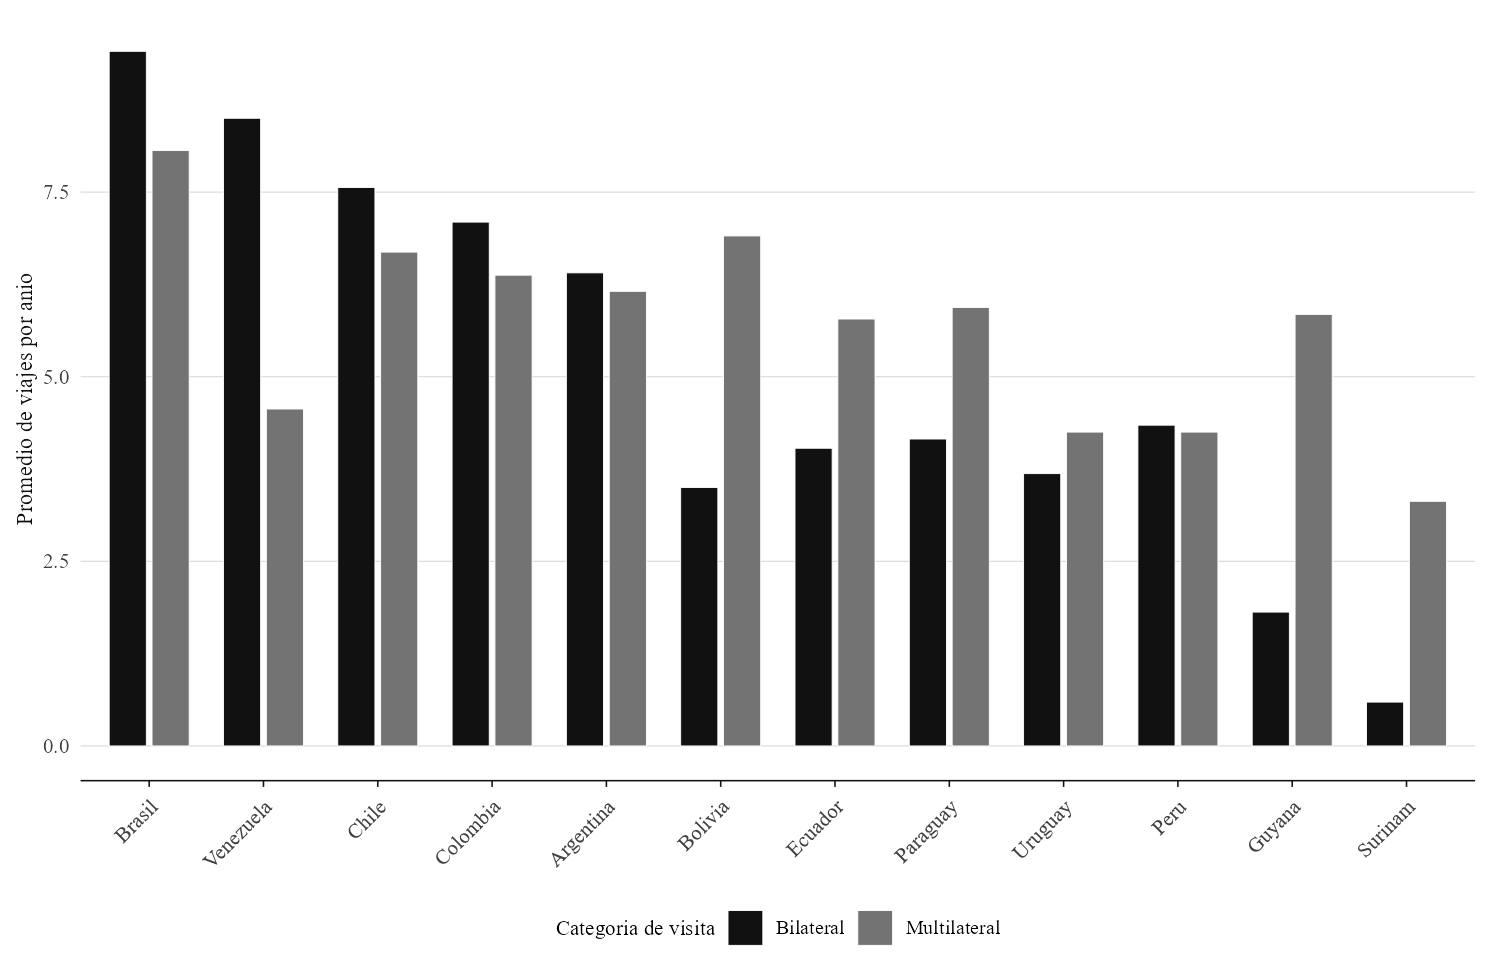 Promedio de viajes por anio
7.5
5.0
2.5
0.0
Brasil
Venezuela
Chile
Colombia
Argentina
Bolivia
Ecuador
Paraguay
Uruguay
Peru
Guyana
Surinam
Categoria de visita Bilateral Multilateral